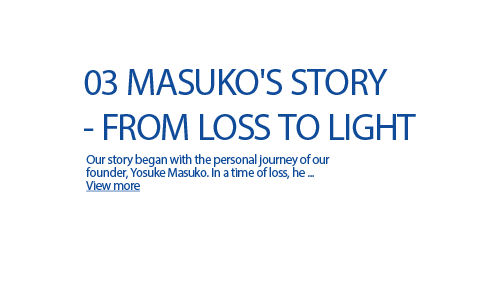 03 MASUKO'S STORY
- FROM LOSS TO LIGHT
Our story began with the personal journey of our
founder, Yosuke Masuko. In a time of loss, he ...
View more